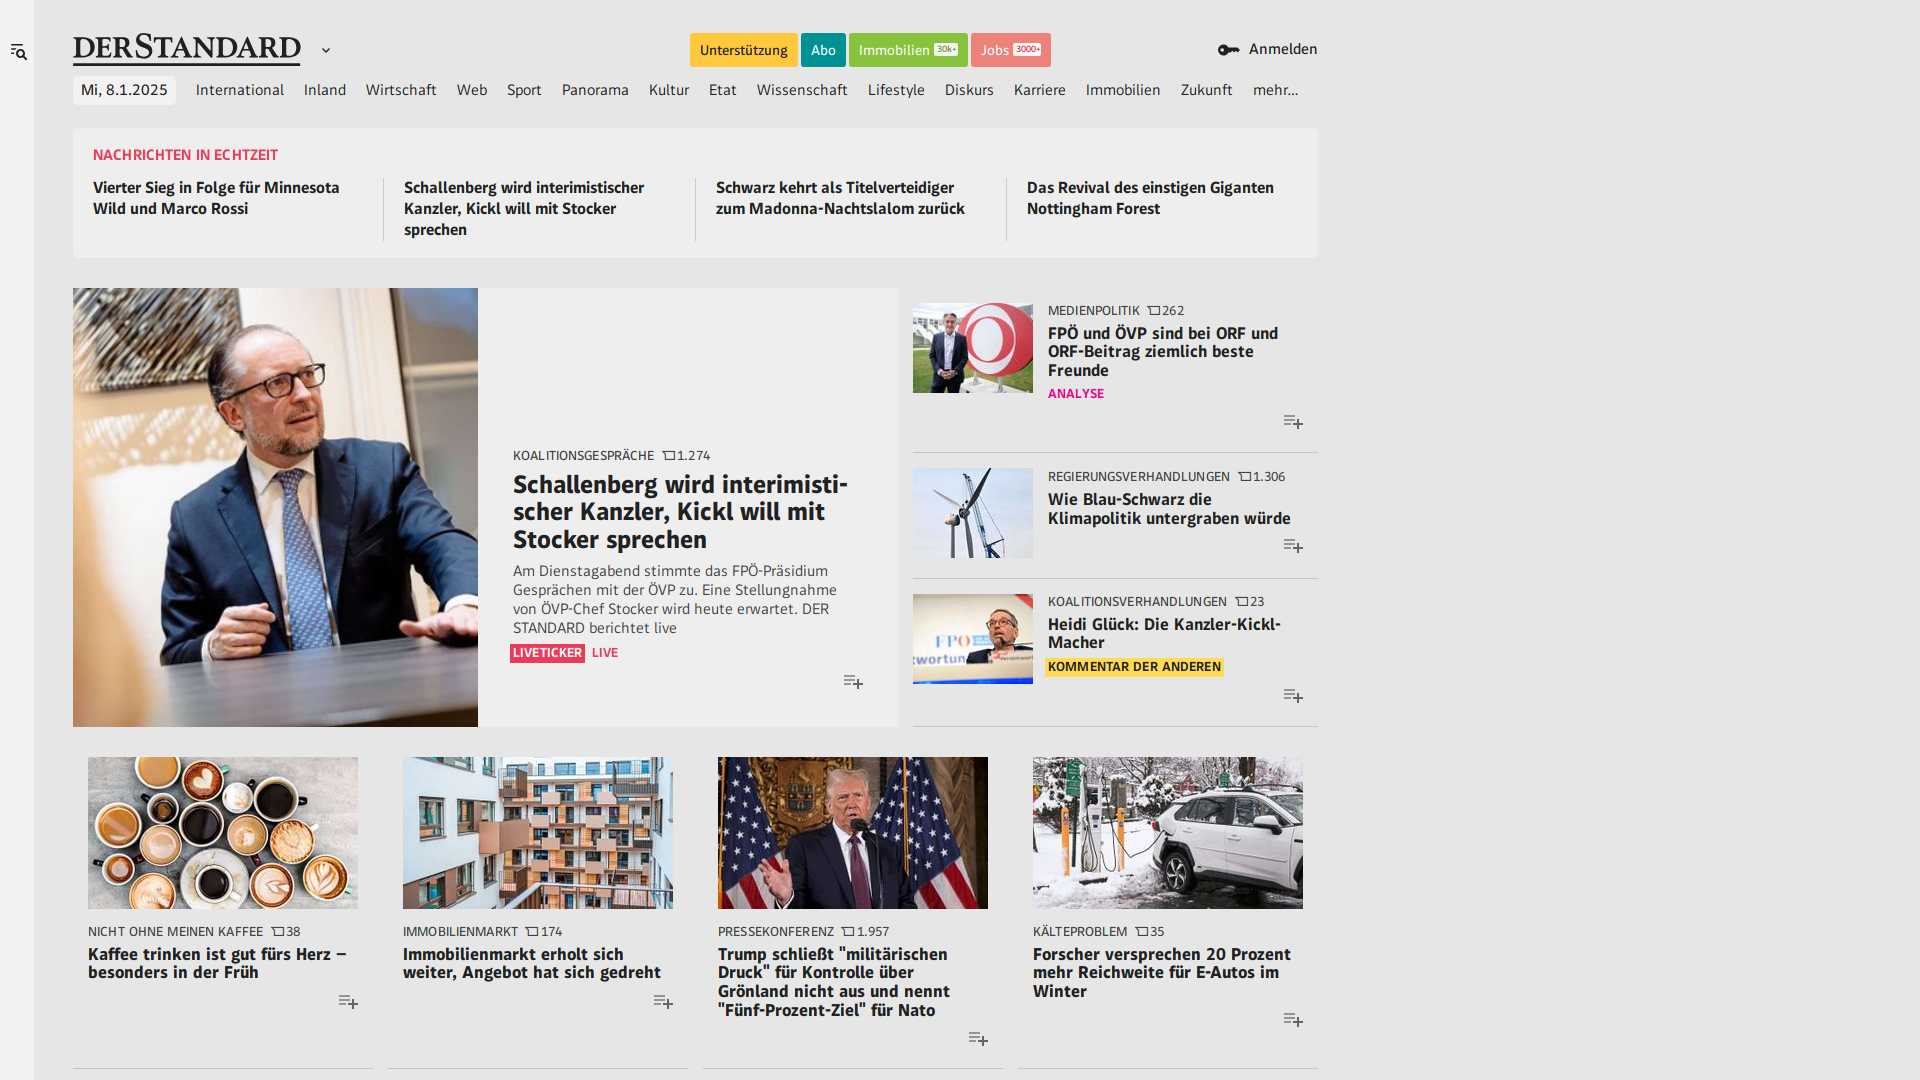 DERSTANDARD
Unterstützung
Abo
Immobilien 30k+
Jobs 3000+
Anmelden
Mi, 8.1.2025
International
Inland
Wirtschaft
Web
Sport
Panorama
Kultur
Etat
Wissenschaft
Lifestyle
Diskurs
Karriere
Immobilien
Zukunft
mehr...
NACHRICHTEN IN ECHTZEIT
Vierter Sieg in Folge für Minnesota
Wild und Marco Rossi
Schallenberg wird interimistischer
Kanzler, Kickl will mit Stocker
sprechen
Schwarz kehrt als Titelverteidiger
zum Madonna-Nachtslalom zurück
Das Revival des einstigen Giganten
Nottingham Forest
KOALITIONSGESPRÄCHE 1.274
Schallenberg wird interimisti-
scher Kanzler, Kickl will mit
Stocker sprechen
Am Dienstagabend stimmte das FPÖ-Präsidium
Gesprächen mit der ÖVP zu. Eine Stellungnahme
von ÖVP-Chef Stocker wird heute erwartet. DER
STANDARD berichtet live
LIVETICKER LIVE
MEDIENPOLITIK 262
FPÖ und ÖVP sind bei ORF und
ORF-Beitrag ziemlich beste
Freunde
ANALYSE
REGIERUNGSVERHANDLUNGEN 1.306
Wie Blau-Schwarz die
Klimapolitik untergraben würde
FPÖ
twortun
KOALITIONSVERHANDLUNGEN 23
Heidi Glück: Die Kanzler-Kickl-
Macher
KOMMENTAR DER ANDEREN
NICHT OHNE MEINEN KAFFEE 38
Kaffee trinken ist gut fürs Herz –
besonders in der Früh
IMMOBILIENMARKT 174
Immobilienmarkt erholt sich
weiter, Angebot hat sich gedreht
PRESSEKONFERENZ 1.957
Trump schließt "militärischen
Druck" für Kontrolle über
Grönland nicht aus und nennt
"Fünf-Prozent-Ziel" für Nato
KÄLTEPROBLEM 35
Forscher versprechen 20 Prozent
mehr Reichweite für E-Autos im
Winter